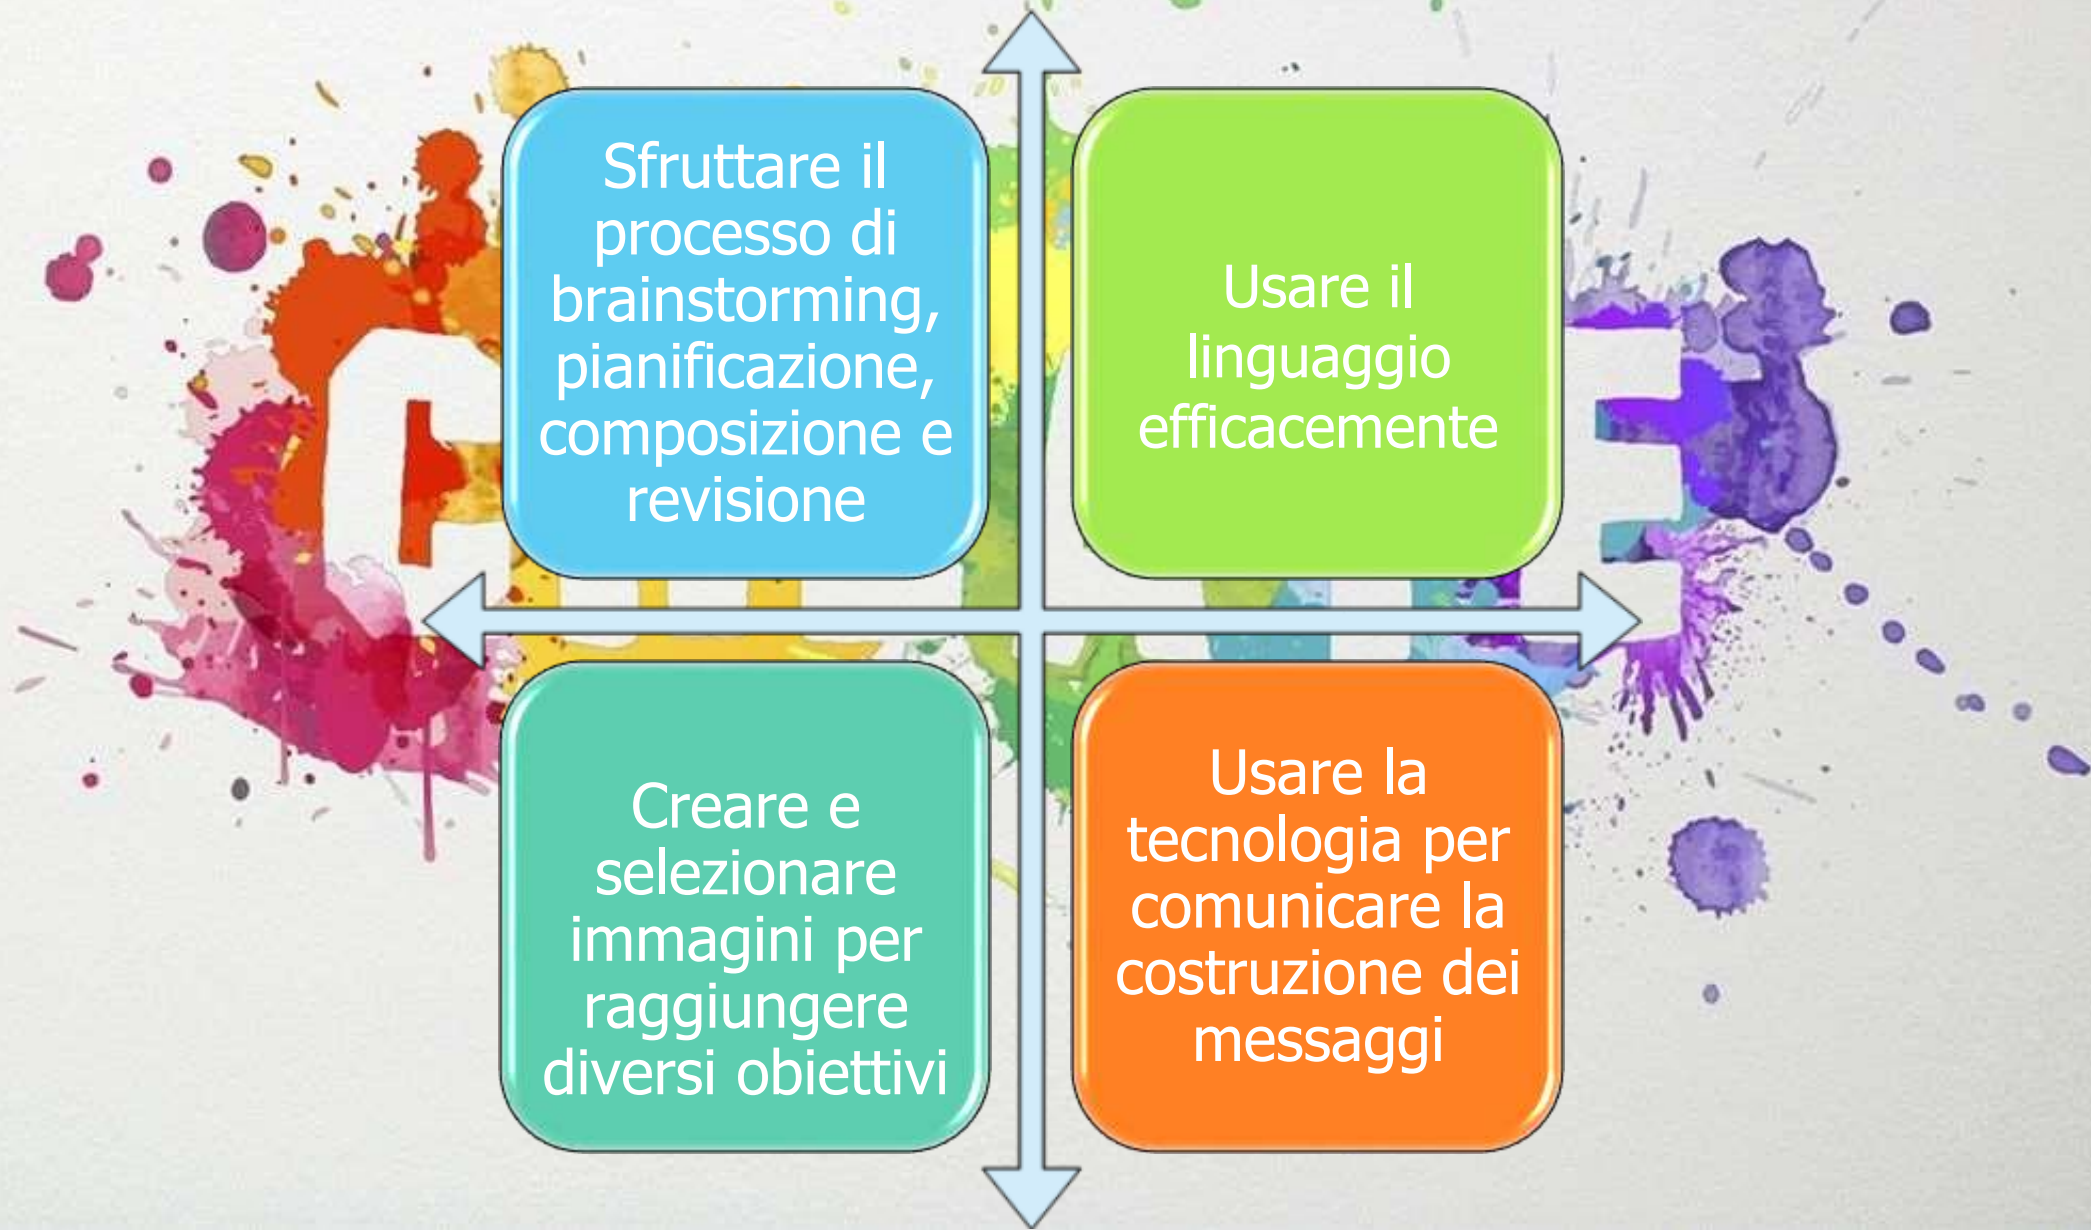 Sfruttare il
processo di
brainstorming,
pianificazione,
composizione e
revisione
Usare il
linguaggio
efficacemente
Creare e
selezionare
immagini per
raggiungere
diversi obiettivi
Usare la
tecnologia per
comunicare la
costruzione dei
messaggi